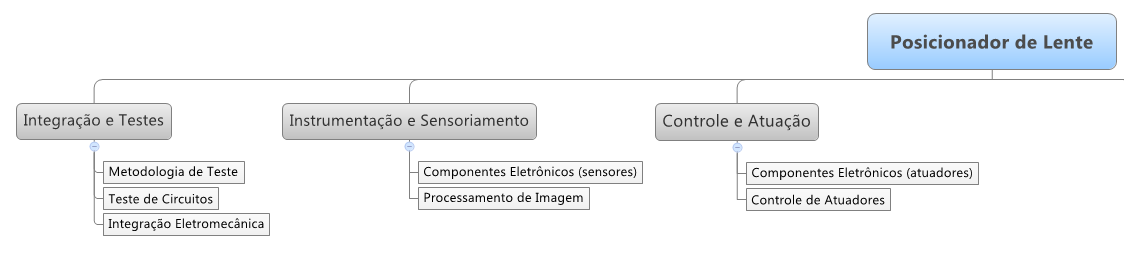 Posicionador de Lente
Integração e Testes
Metodologia de Teste
Teste de Circuitos
Integração Eletromecânica
Instrumentação e Sensoriamento
Componentes Eletrônicos (sensores)
Processamento de Imagem
Controle e Atuação
Componentes Eletrônicos (atuadores)
Controle de Atuadores